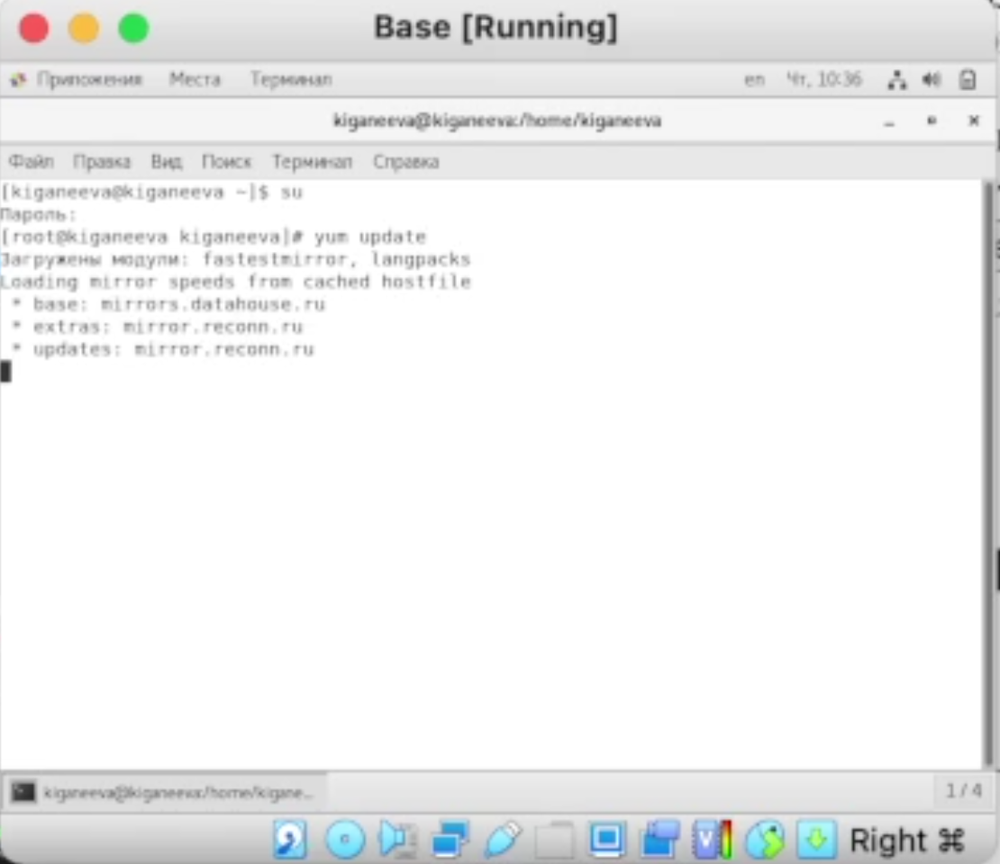 Base [Running]
Приложения Места Терминал en Чт, 10:36
kiganeeva@kiganeeva:/home/kiganeeva
Файл Правка Вид Поиск Терминал Справка
[kiganeeva@kiganeeva ~]$ su
Пароль:
[root@kiganeeva kiganeeva]# yum update
Загружены модули: fastestmirror, langpacks
Loading mirror speeds from cached hostfile
* base: mirrors.datahouse.ru
* extras: mirror.reconn.ru
* updates: mirror.reconn.ru
kiganeeva@kiganeeva:/home/kigane... 1 / 4
Right ⌘